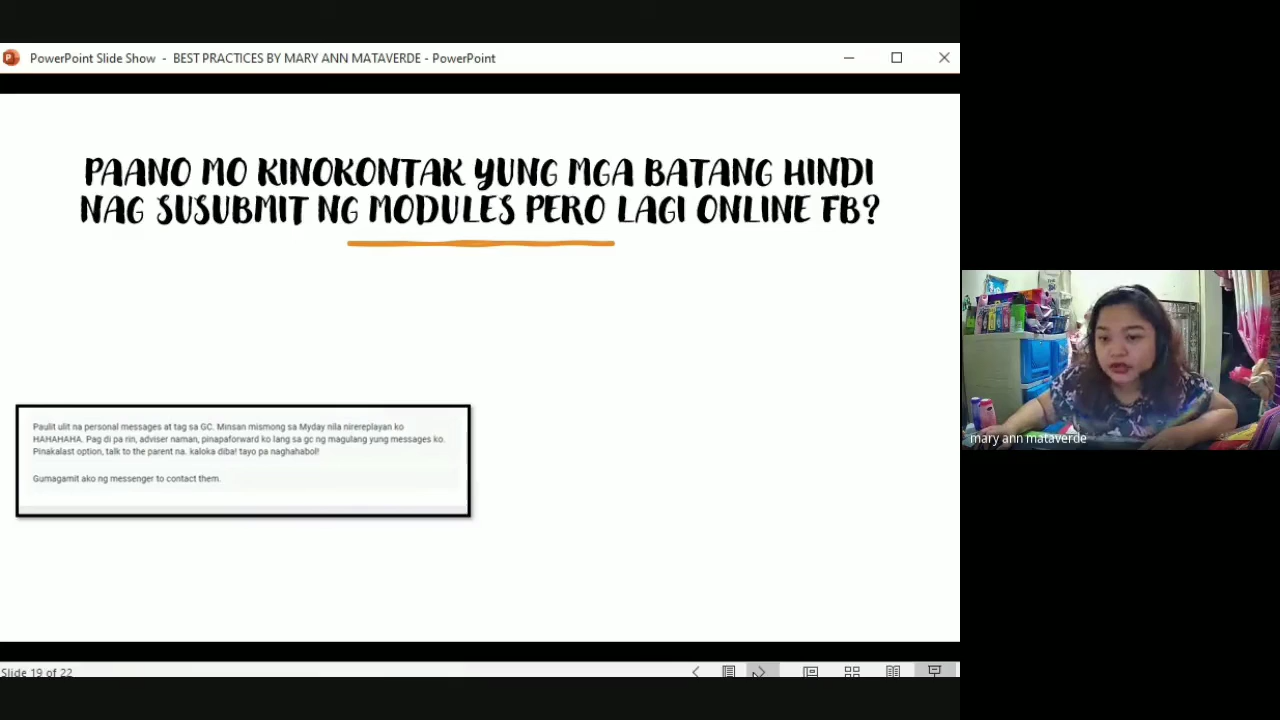 PowerPoint Slide Show - BEST PRACTICES BY MARY ANN MATAVERDE - PowerPoint
PAANO MO KINOKONTAK YUNG MGA BATANG HINDI
NAG SUSUBMIT NG MODULES PERO LAGI ONLINE FB?
Paulit ulit na personal messages at tag sa GC. Minsan mismong sa Myday nila nirereplayan ko
HAHAHAHA. Pag di pa rin, adviser naman, pinapaforward ko lang sa gc ng magulang yung messages ko.
Pinakalast option, talk to the parent na. kaloka diba! tayo pa naghahabol!
Gumagamit ako ng messenger to contact them.
mary ann mataverde
Slide 19 of 22